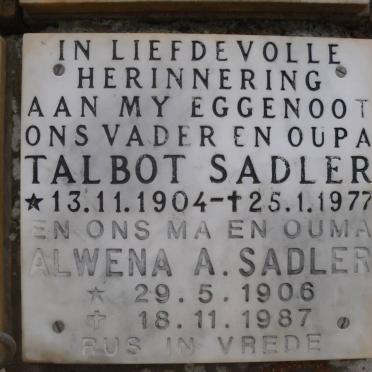 IN LIEFDEVOLLE
HERINNERING
AAN MY EGGENOOT
ONS VADER EN OUPA
TALBOT SADLER
* 13.11.1904 - † 25.1.1977
EN ONS MA EN OUMA
ALWENA A. SADLER
* 29.5.1906
† 18.11.1987
RUS IN VREDE